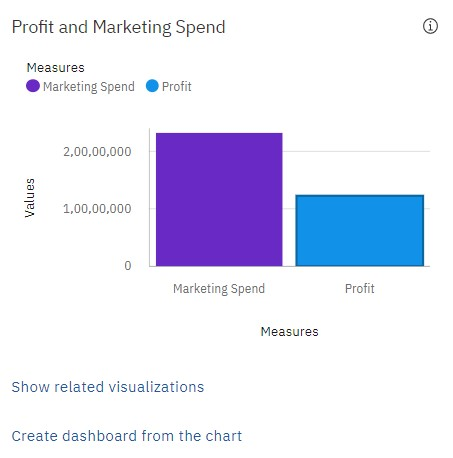 Profit and Marketing Spend
Measures
Marketing Spend Profit
Values
2,00,00,000
1,00,00,000
0
Marketing Spend Profit
Measures
Show related visualizations
Create dashboard from the chart